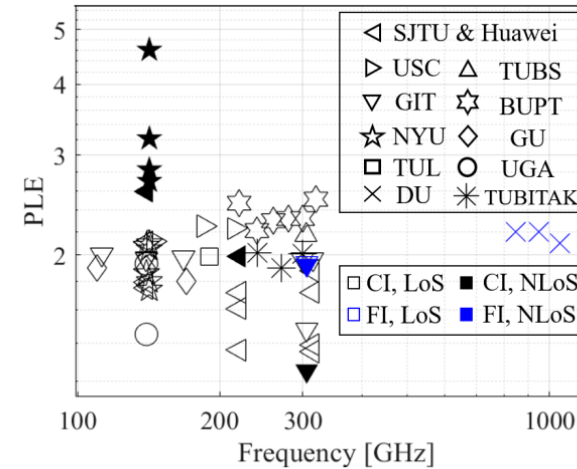 5
4
3
2
PLE
SJTU & Huawei
USC TUBS
GIT BUPT
NYU GU
TUL UGA
DU TUBITAK
CI, LoS CI, NLoS
FI, LoS FI, NLoS
100 200 300 1000
Frequency [GHz]